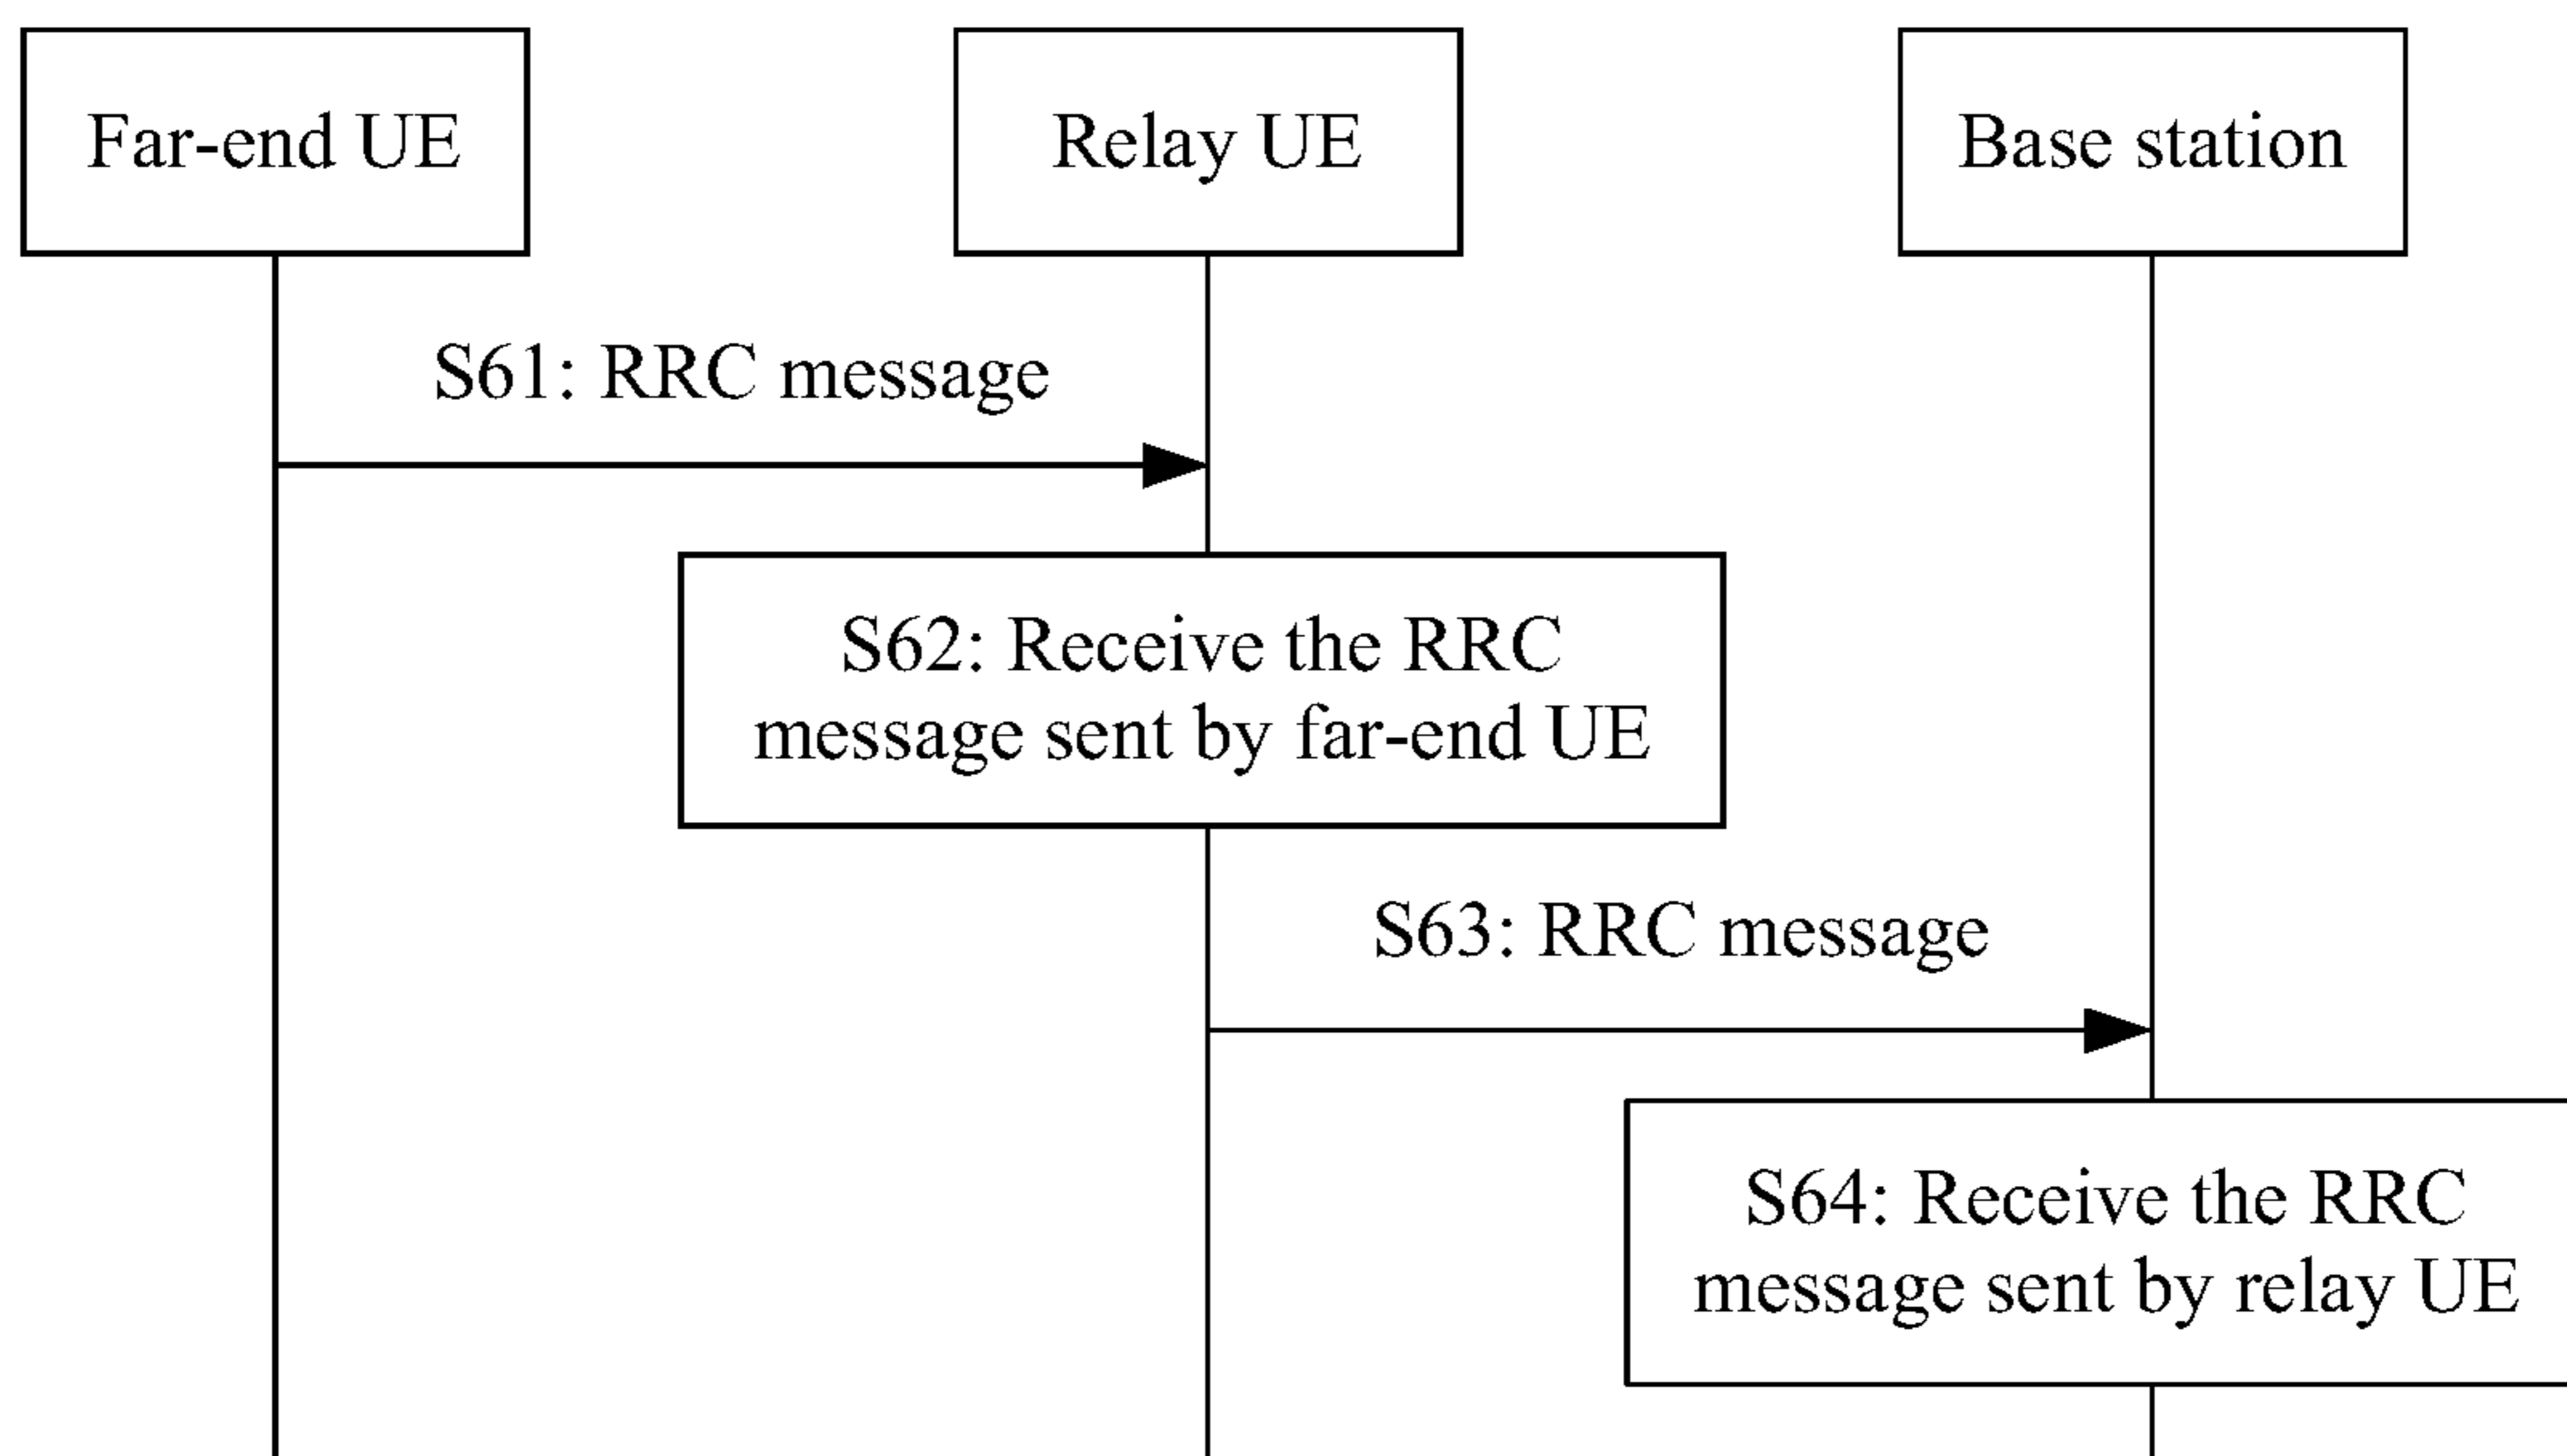 Far-end UE
Relay UE
Base station
S61: RRC message
S62: Receive the RRC
message sent by far-end UE
S63: RRC message
S64: Receive the RRC
message sent by relay UE